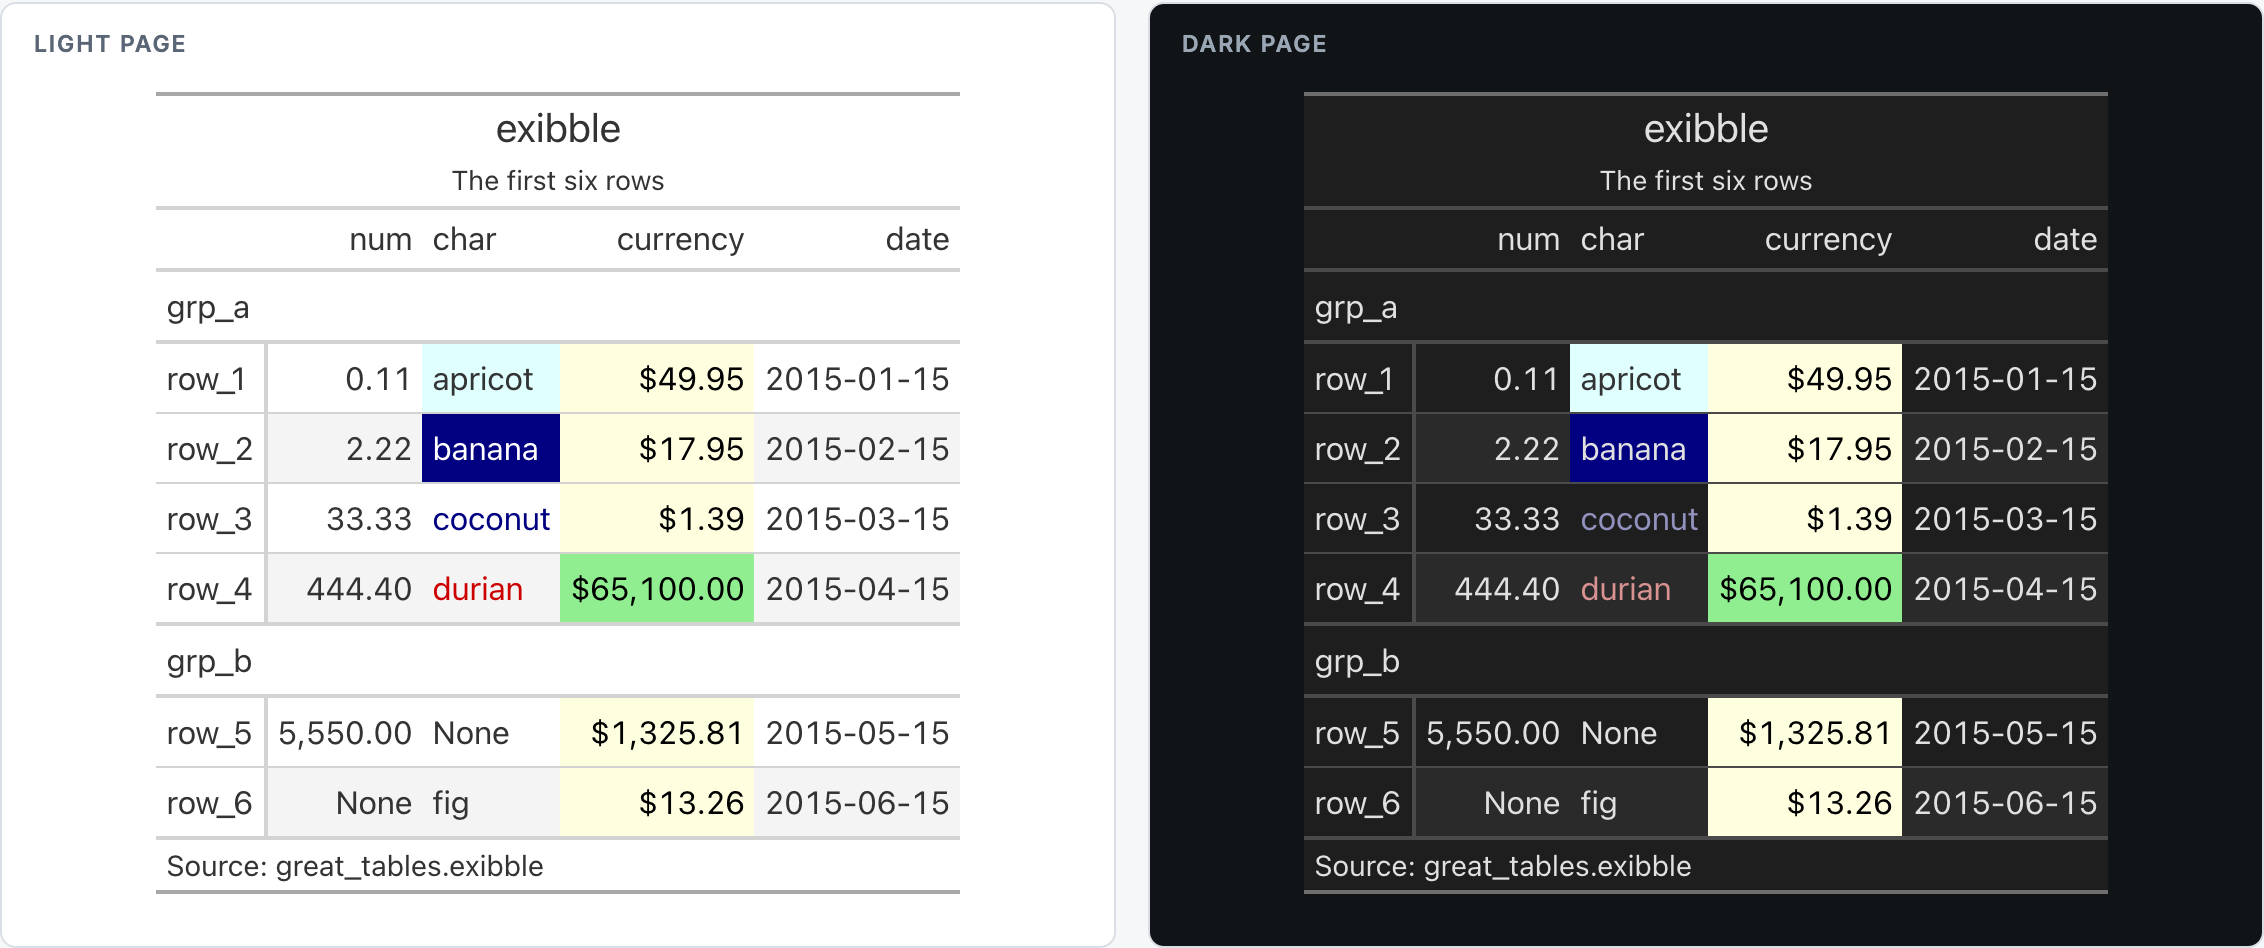 LIGHT PAGE
exibble
The first six rows
num char currency date
grp_a
row_1 0.11 apricot $49.95 2015-01-15
row_2 2.22 banana $17.95 2015-02-15
row_3 33.33 coconut $1.39 2015-03-15
row_4 444.40 durian $65,100.00 2015-04-15
grp_b
row_5 5,550.00 None $1,325.81 2015-05-15
row_6 None fig $13.26 2015-06-15
Source: great_tables.exibble
DARK PAGE
exibble
The first six rows
num char currency date
grp_a
row_1 0.11 apricot $49.95 2015-01-15
row_2 2.22 banana $17.95 2015-02-15
row_3 33.33 coconut $1.39 2015-03-15
row_4 444.40 durian $65,100.00 2015-04-15
grp_b
row_5 5,550.00 None $1,325.81 2015-05-15
row_6 None fig $13.26 2015-06-15
Source: great_tables.exibble